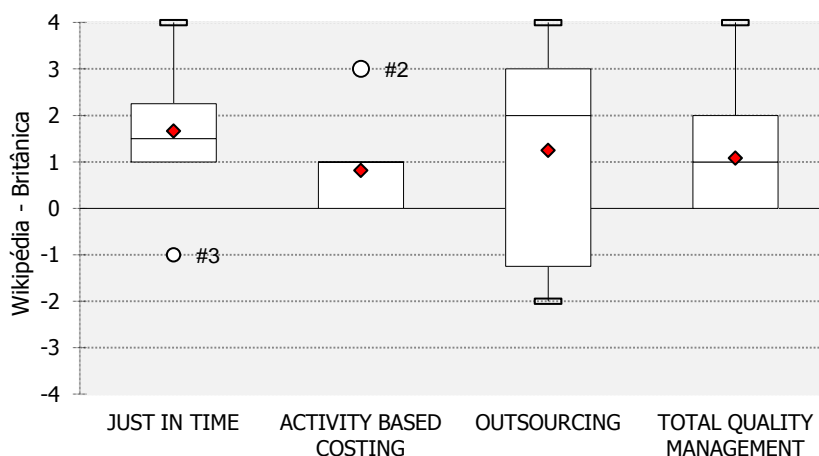 4
3
2
1
0
-1
-2
-3
-4
Wikipédia - Britânica
#2
#3
JUST IN TIME
ACTIVITY BASED
COSTING
OUTSOURCING
TOTAL QUALITY
MANAGEMENT